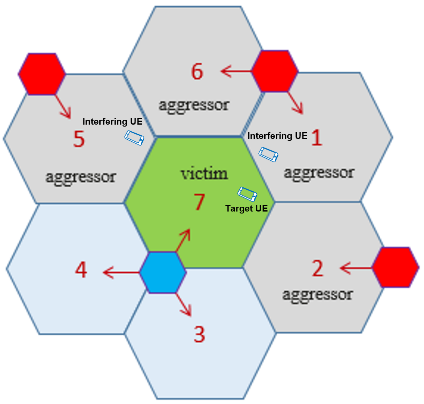 6
aggressor
Interfering UE
5
aggressor
Interfering UE
1
aggressor
victim
7
Target UE
4
2
aggressor
3